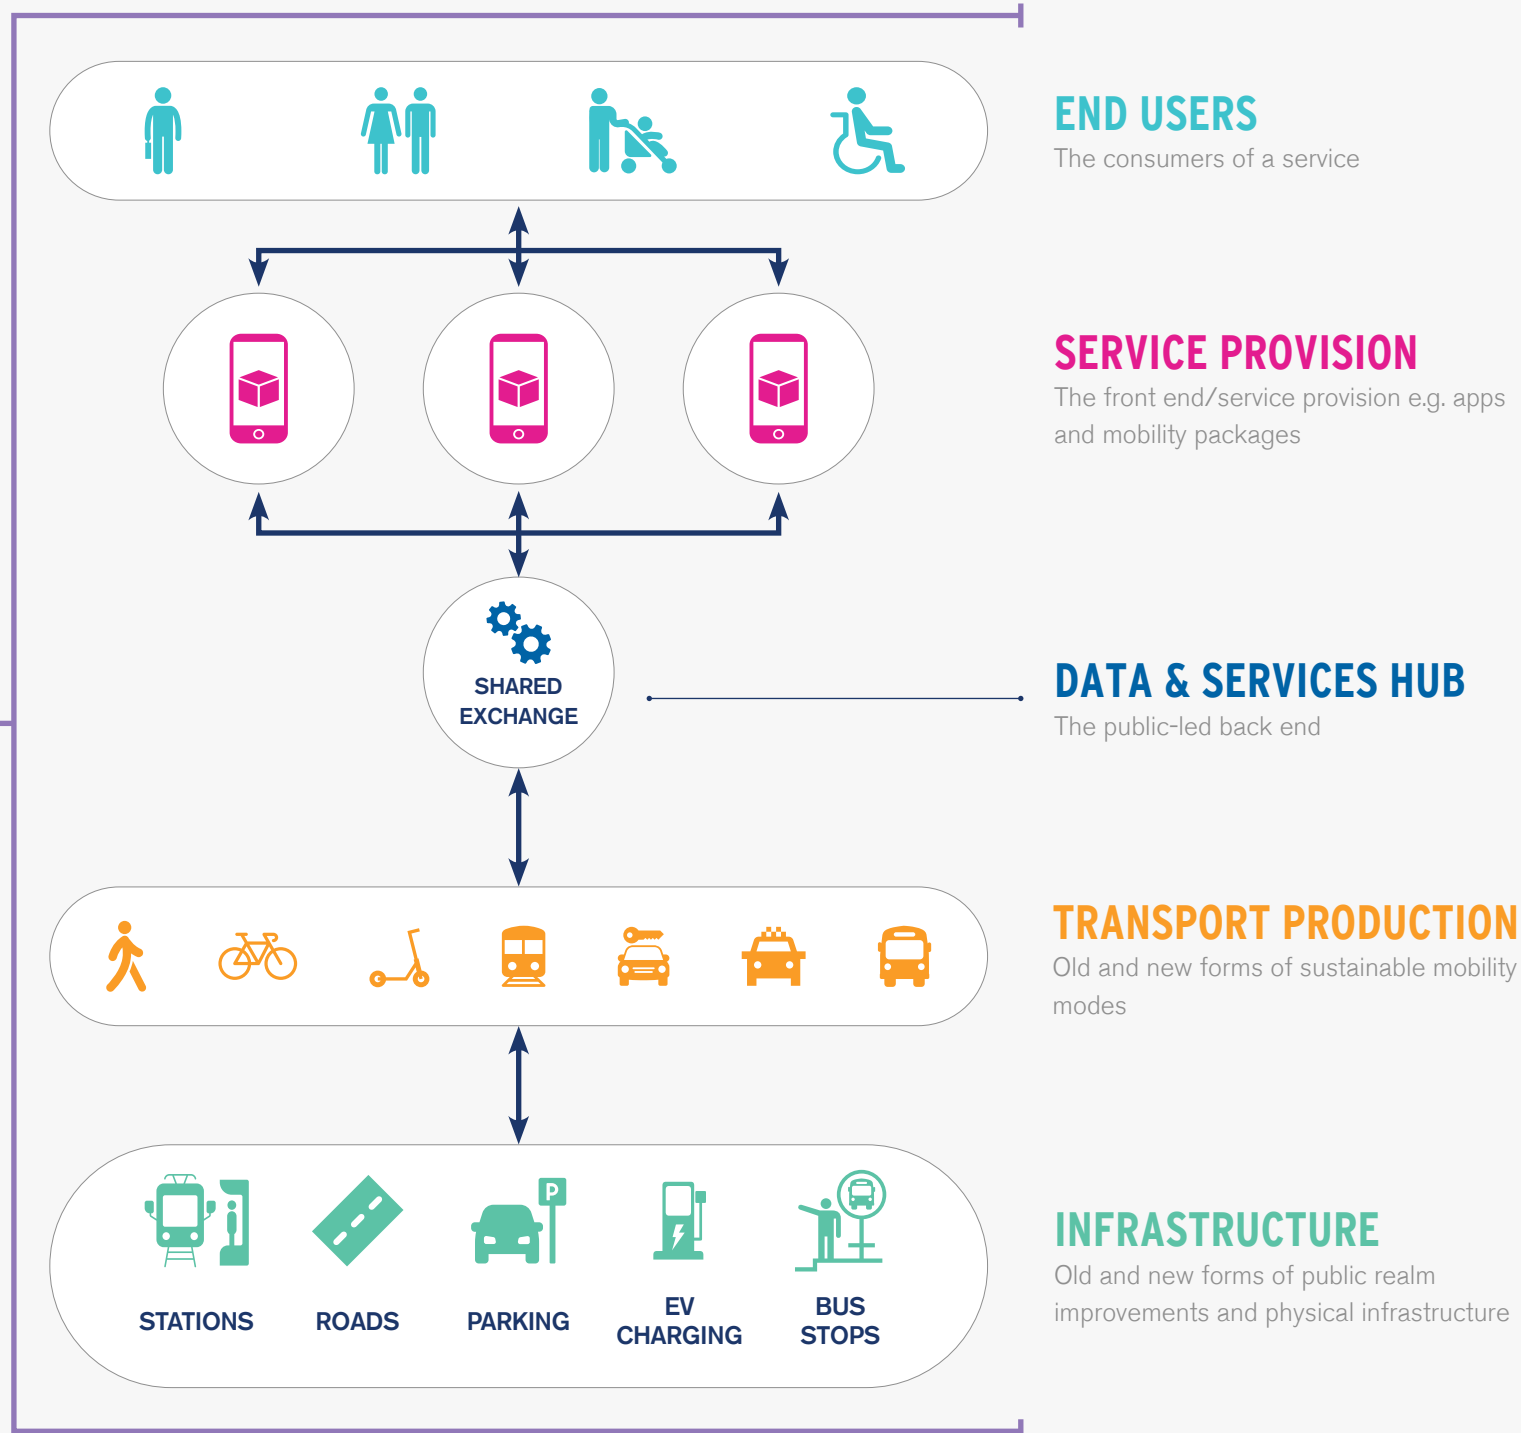 END USERS
The consumers of a service
SERVICE PROVISION
The front end/service provision e.g. apps
and mobility packages
SHARED
EXCHANGE
DATA & SERVICES HUB
The public-led back end
TRANSPORT PRODUCTION
Old and new forms of sustainable mobility
modes
P
STATIONS
ROADS
PARKING
EV
CHARGING
BUS
STOPS
INFRASTRUCTURE
Old and new forms of public realm
improvements and physical infrastructure